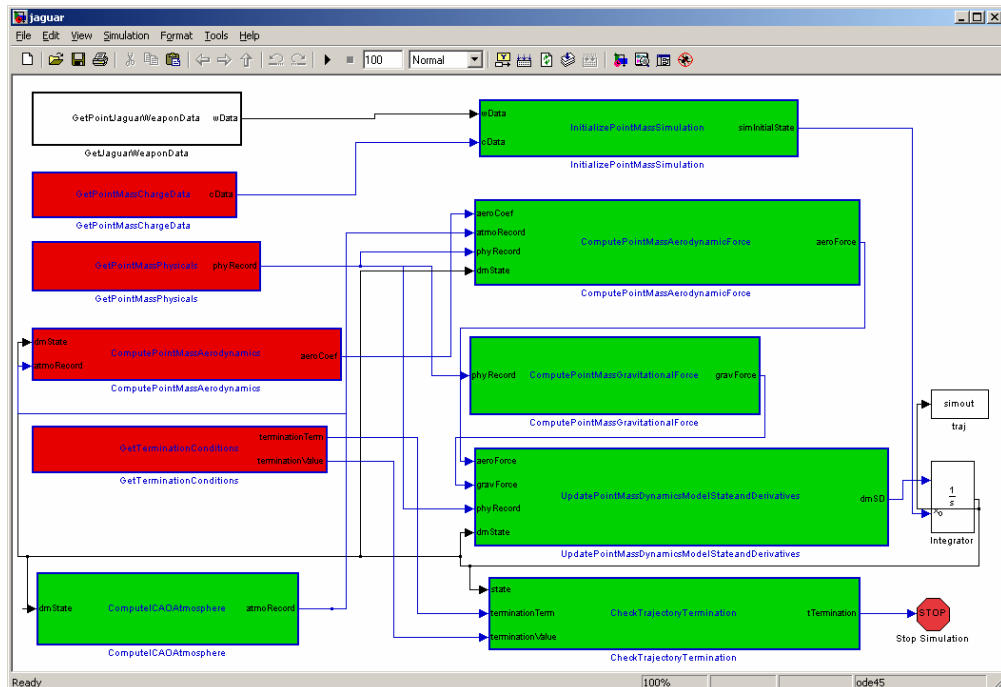 jaguar
File Edit View Simulation Format Tools Help
100 Normal
GetPointJaguarWeaponData wData
GetJaguarWeaponData
wData
cData
InitializePointMassSimulation simInitialState
InitializePointMassSimulation
GetPointMassChargeData cData
GetPointMassChargeData
aeroCoef
atmoRecord
phyRecord
dmState
ComputePointMassAerodynamicForce aeroForce
ComputePointMassAerodynamicForce
GetPointMassPhysicals phyRecord
GetPointMassPhysicals
dmState
atmoRecord
ComputePointMassAerodynamics aeroCoef
ComputePointMassAerodynamics
phyRecord ComputePointMassGravitationalForce gravForce
ComputePointMassGravitationalForce
simout
traj
GetTerminationConditions
terminationTerm
terminationValue
GetTerminationConditions
aeroForce
gravForce
phyRecord
dmState
UpdatePointMassDynamicsModelStateandDerivatives dmSD
UpdatePointMassDynamicsModelStateandDerivatives
1
s
xo
Integrator
dmState ComputeICAOAtmosphere atmoRecord
ComputeICAOAtmosphere
state
terminationTerm
terminationValue
CheckTrajectoryTermination tTermination
CheckTrajectoryTermination
STOP
Stop Simulation
Ready 100% ode45